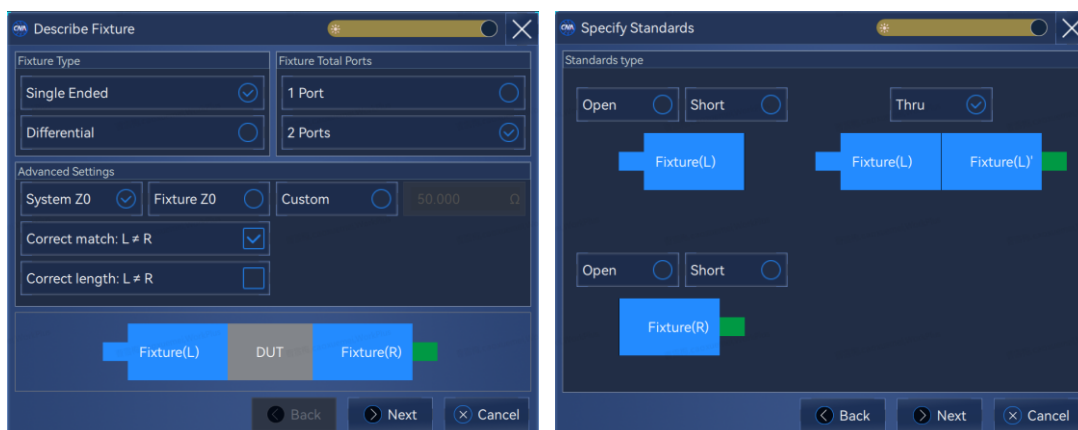 CNA Describe Fixture
Fixture Type
Fixture Total Ports
Single Ended
1 Port
Differential
2 Ports
Advanced Settings
System Z0
Fixture Z0
Custom
50.000 Ω
Correct match: L ≠ R
Correct length: L ≠ R
Fixture(L)
DUT
Fixture(R)
Back
Next
Cancel
CNA Specify Standards
Standards type
Open
Short
Thru
Fixture(L)
Fixture(L)
Fixture(L)'
Open
Short
Fixture(R)
Back
Next
Cancel